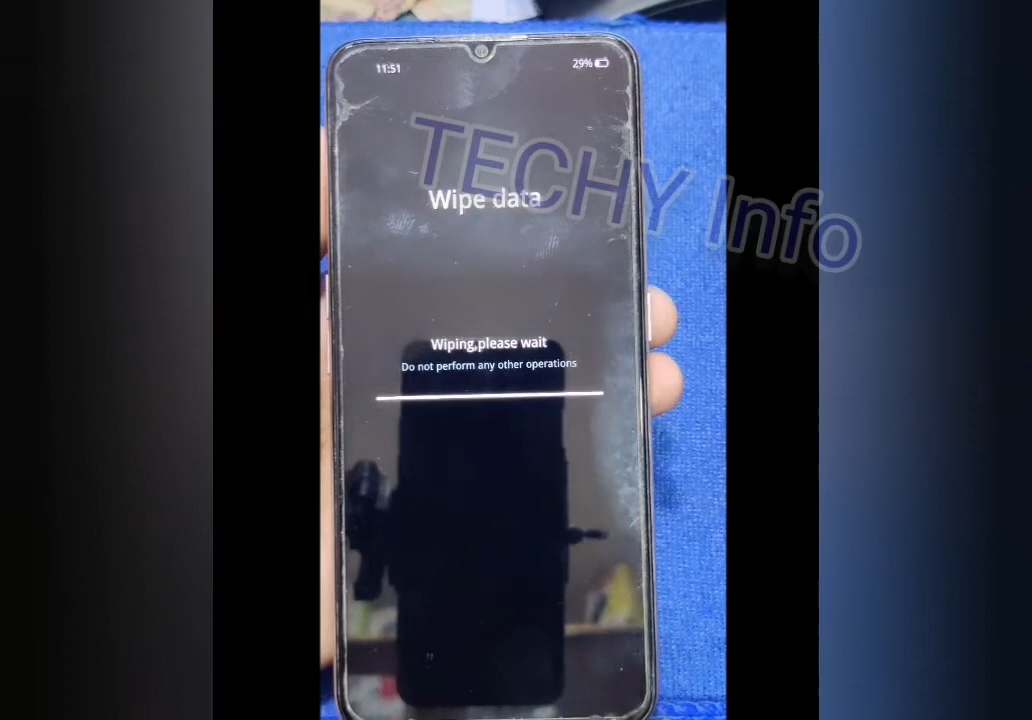 11:51
29%
TECHY Info
Wipe data
Wiping,please wait
Do not perform any other operations